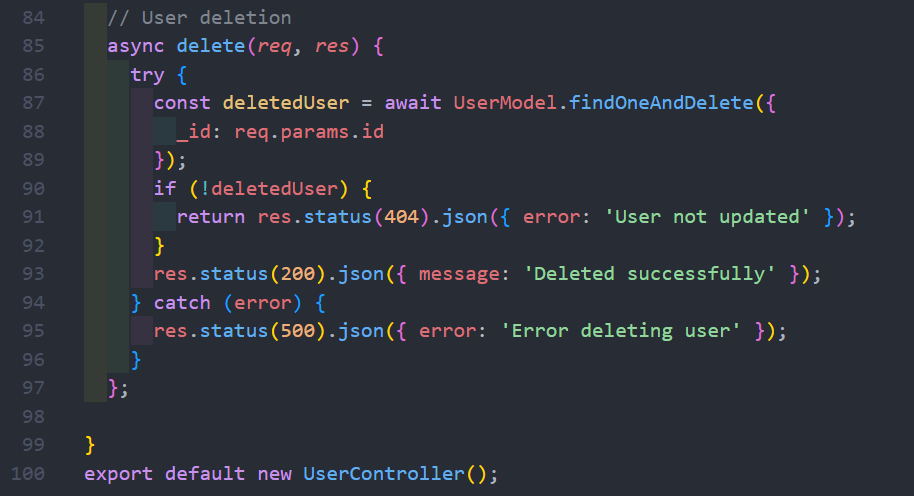 84 // User deletion
85 async delete(req, res) {
86 try {
87 const deletedUser = await UserModel.findOneAndDelete({
88 _id: req.params.id
89 });
90 if (!deletedUser) {
91 return res.status(404).json({ error: 'User not updated' });
92 }
93 res.status(200).json({ message: 'Deleted successfully' });
94 } catch (error) {
95 res.status(500).json({ error: 'Error deleting user' });
96 }
97 };
98
99 }
100 export default new UserController();